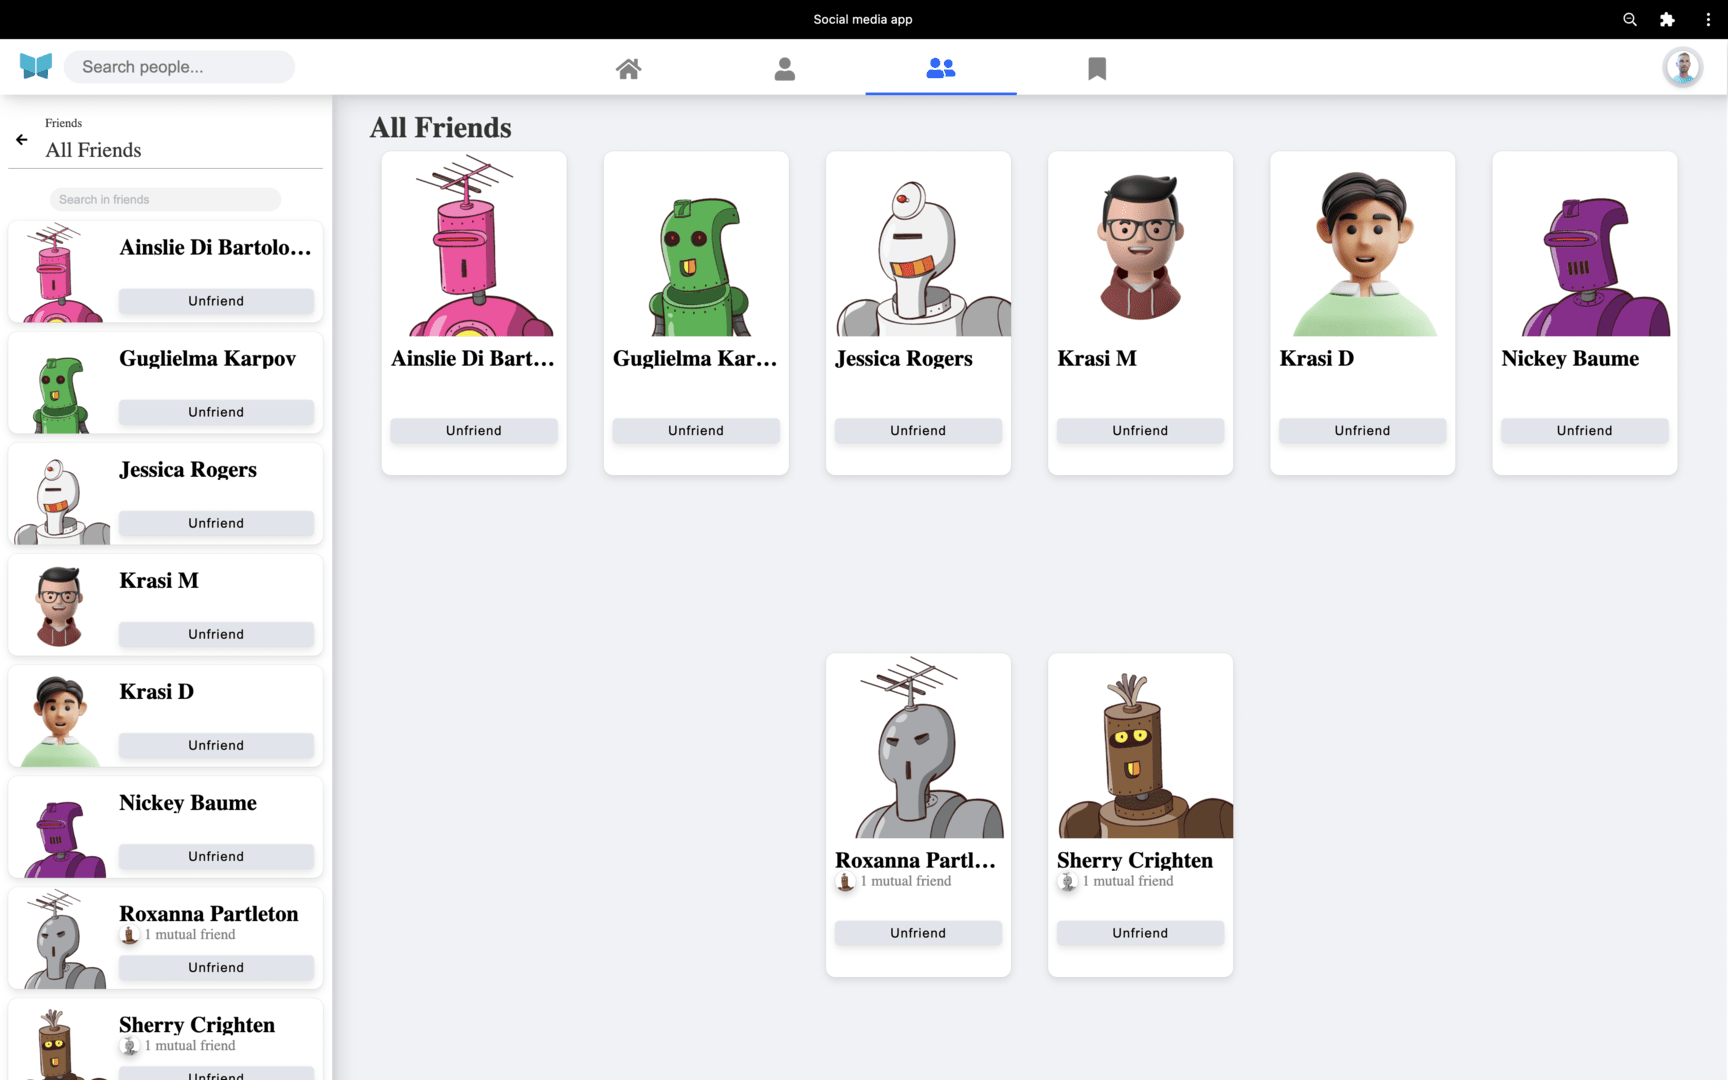 Social media app
Search people...
Friends
All Friends
Search in friends
Ainslie Di Bartolo...
Unfriend
Guglielma Karpov
Unfriend
Jessica Rogers
Unfriend
Krasi M
Unfriend
Krasi D
Unfriend
Nickey Baume
Unfriend
Roxanna Partleton
1 mutual friend
Unfriend
Sherry Crighten
1 mutual friend
Unfriend
All Friends
Ainslie Di Bart...
Unfriend
Guglielma Kar...
Unfriend
Jessica Rogers
Unfriend
Krasi M
Unfriend
Krasi D
Unfriend
Nickey Baume
Unfriend
Roxanna Partl...
1 mutual friend
Unfriend
Sherry Crighten
1 mutual friend
Unfriend